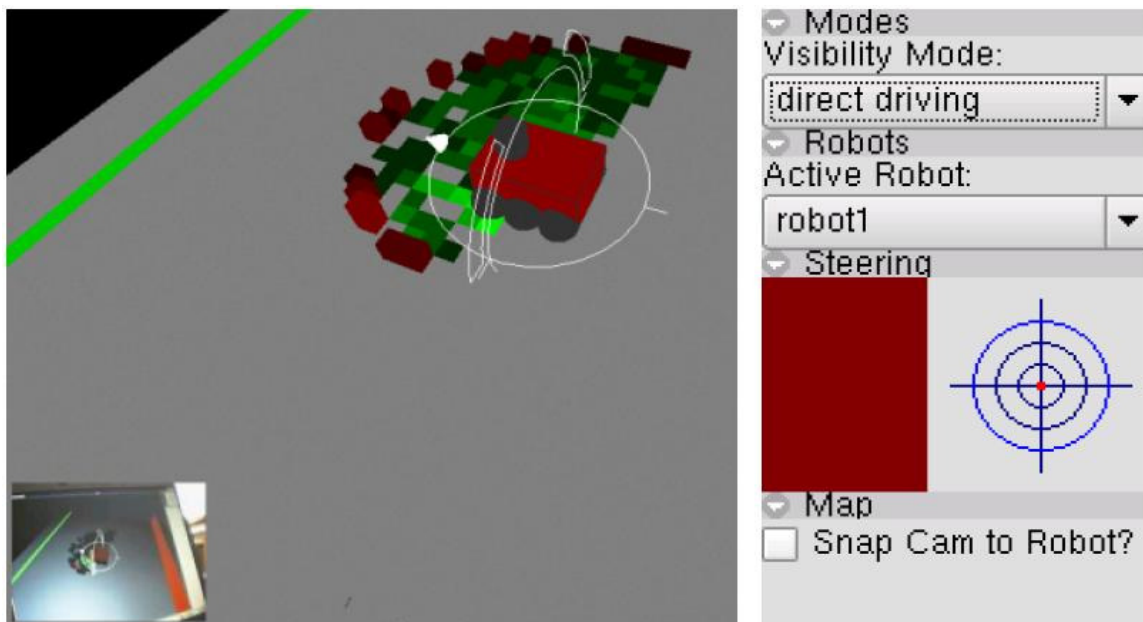 Modes
Visibility Mode:
direct driving
Robots
Active Robot:
robot1
Steering
Map
Snap Cam to Robot?